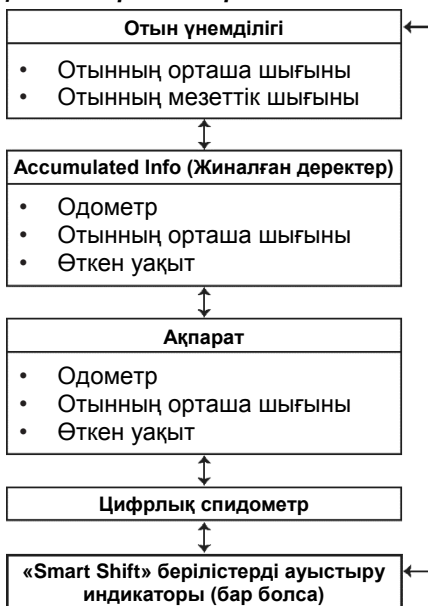 Отын үнемділігі
• Отынның орташа шығыны
• Отынның мезеттік шығыны
Accumulated Info (Жиналған деректер)
• Одометр
• Отынның орташа шығыны
• Өткен уақыт
Ақпарат
• Одометр
• Отынның орташа шығыны
• Өткен уақыт
Цифрлық спидометр
«Smart Shift» берілістерді ауыстыру
индикаторы (бар болса)